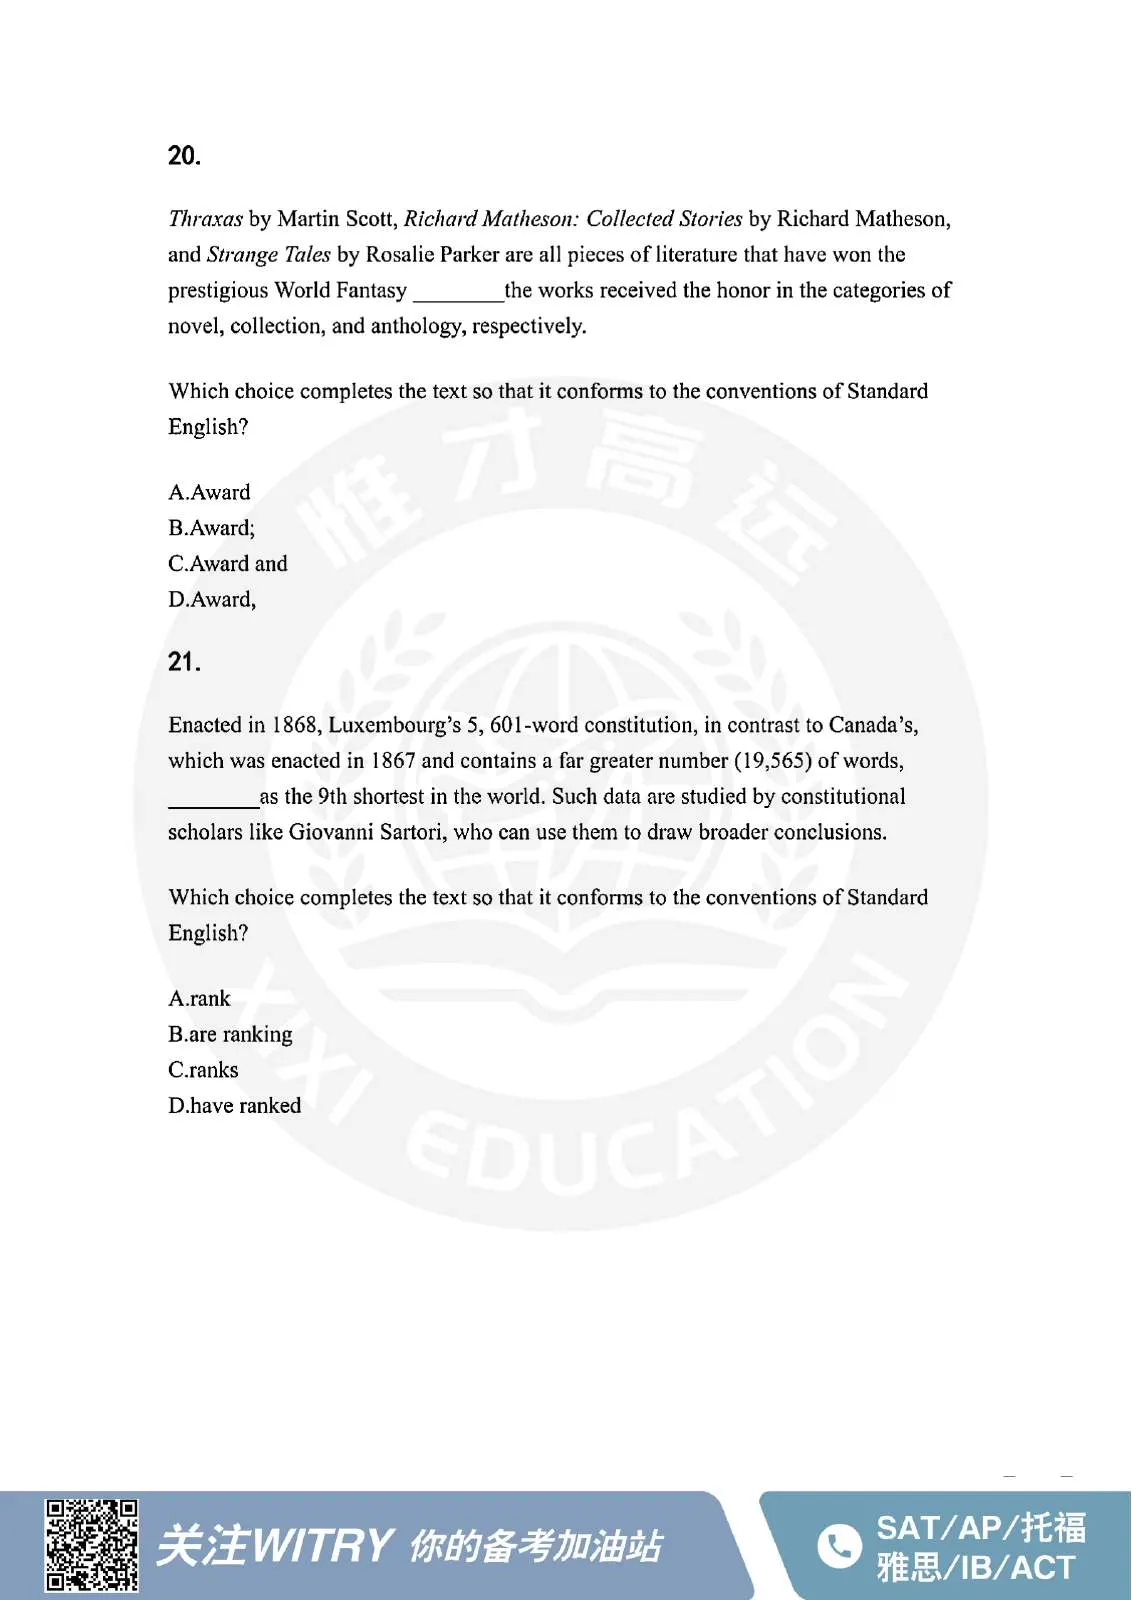 20.
Thraxas by Martin Scott, Richard Matheson: Collected Stories by Richard Matheson,
and Strange Tales by Rosalie Parker are all pieces of literature that have won the
prestigious World Fantasy ________the works received the honor in the categories of
novel, collection, and anthology, respectively.
Which choice completes the text so that it conforms to the conventions of Standard
English?
A.Award
B.Award;
C.Award and
D.Award,
21.
Enacted in 1868, Luxembourg’s 5, 601-word constitution, in contrast to Canada’s,
which was enacted in 1867 and contains a far greater number (19,565) of words,
________as the 9th shortest in the world. Such data are studied by constitutional
scholars like Giovanni Sartori, who can use them to draw broader conclusions.
Which choice completes the text so that it conforms to the conventions of Standard
English?
A.rank
B.are ranking
C.ranks
D.have ranked
惟才高远
XIXI EDUCATION
关注WITRY 你的备考加油站
SAT/AP/托福
雅思/IB/ACT